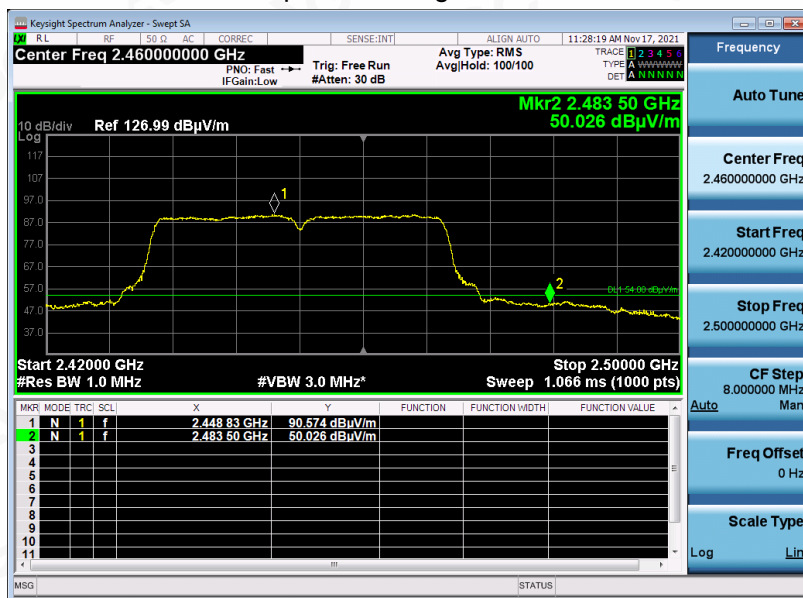 Keysight Spectrum Analyzer - Swept SA
LXI RL RF 50 Ω AC CORREC SENSE:INT ALIGN AUTO 11:28:19 AM Nov 17, 2021
Center Freq 2.460000000 GHz
PNO: Fast
IFGain:Low
Trig: Free Run
#Atten: 30 dB
Avg Type: RMS
Avg|Hold: 100/100
TRACE 1 2 3 4 5 6
TYPE A WWWWW
DET A N N N N N
Frequency
Auto Tune
Center Freq
2.460000000 GHz
Start Freq
2.420000000 GHz
Stop Freq
2.500000000 GHz
CF Step
8.000000 MHz
Auto Man
Freq Offset
0 Hz
Scale Type
Log Lin
Mkr2 2.483 50 GHz
50.026 dBµV/m
10 dB/div Ref 126.99 dBµV/m
Log
117
107
97.0
87.0
77.0
67.0
57.0
47.0
37.0
1
2
DL1 54.00 dBµV/m
Start 2.42000 GHz Stop 2.50000 GHz
#Res BW 1.0 MHz #VBW 3.0 MHz* Sweep 1.066 ms (1000 pts)
MKR MODE TRC SCL X Y FUNCTION FUNCTION WIDTH FUNCTION VALUE
1 N 1 f 2.448 83 GHz 90.574 dBµV/m
2 N 1 f 2.483 50 GHz 50.026 dBµV/m
3
4
5
6
7
8
9
10
11
MSG STATUS